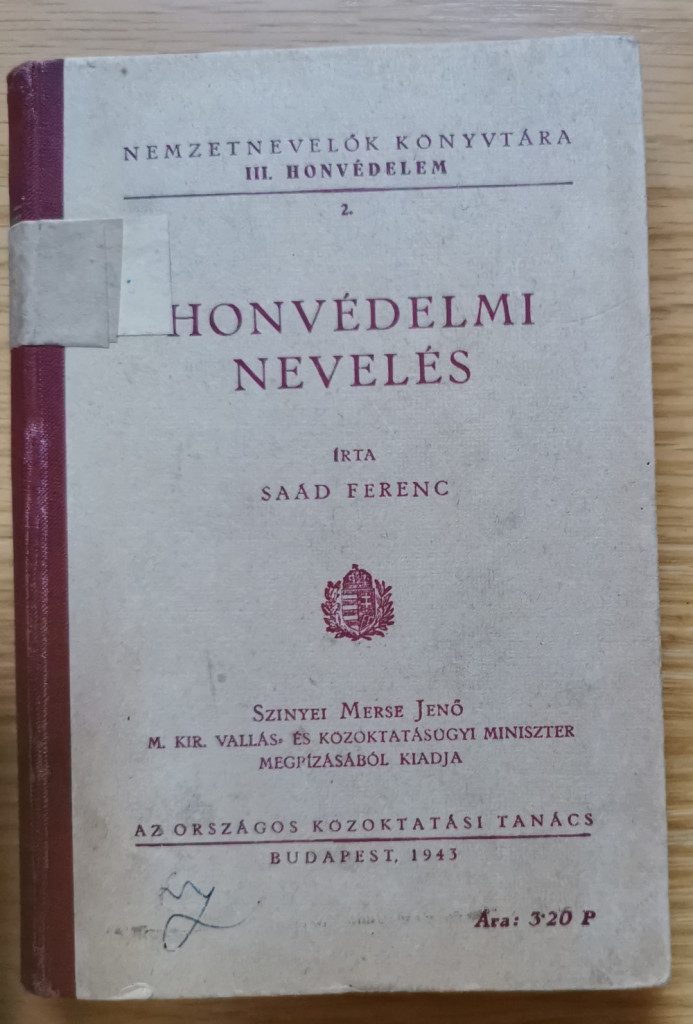 NEMZETNEVELŐK KÖNYVTÁRA
III. HONVÉDELEM
2.
HONVÉDELMI
NEVELÉS
ÍRTA
SAÁD FERENC
SZINYEI MERSE JENŐ
M. KIR. VALLÁS- ÉS KÖZOKTATÁSÜGYI MINISZTER
MEGBÍZÁSÁBÓL KIADJA
AZ ORSZÁGOS KÖZOKTATÁSI TANÁCS
BUDAPEST, 1943
Ára: 3·20 P